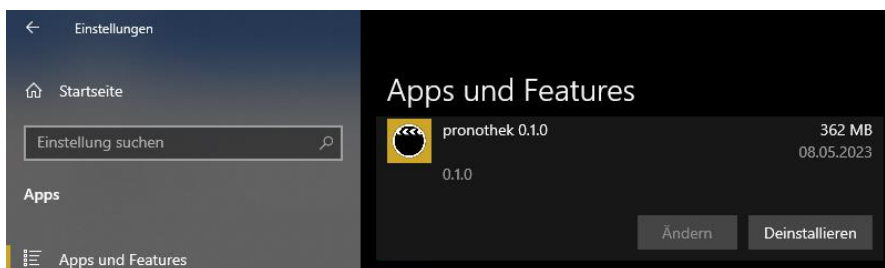 Einstellungen
Startseite
Einstellung suchen
Apps
Apps und Features
Apps und Features
pronothek 0.1.0
362 MB
08.05.2023
0.1.0
Ändern
Deinstallieren